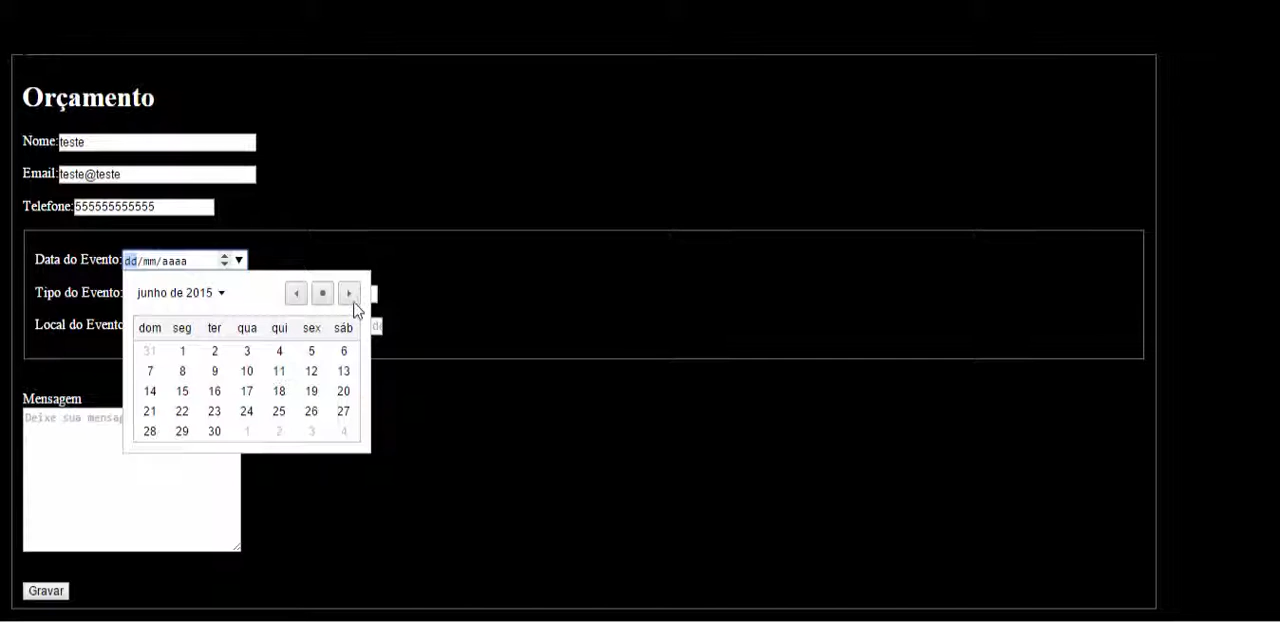 Orçamento
Nome: teste
Email: teste@teste
Telefone: 555555555555
Data do Evento: dd/mm/aaaa
Tipo do Evento:
junho de 2015
Local do Evento
dom seg ter qua qui sex sáb
31 1 2 3 4 5 6
7 8 9 10 11 12 13
14 15 16 17 18 19 20
21 22 23 24 25 26 27
28 29 30 1 2 3 4
Mensagem
Deixe sua mensag
Gravar